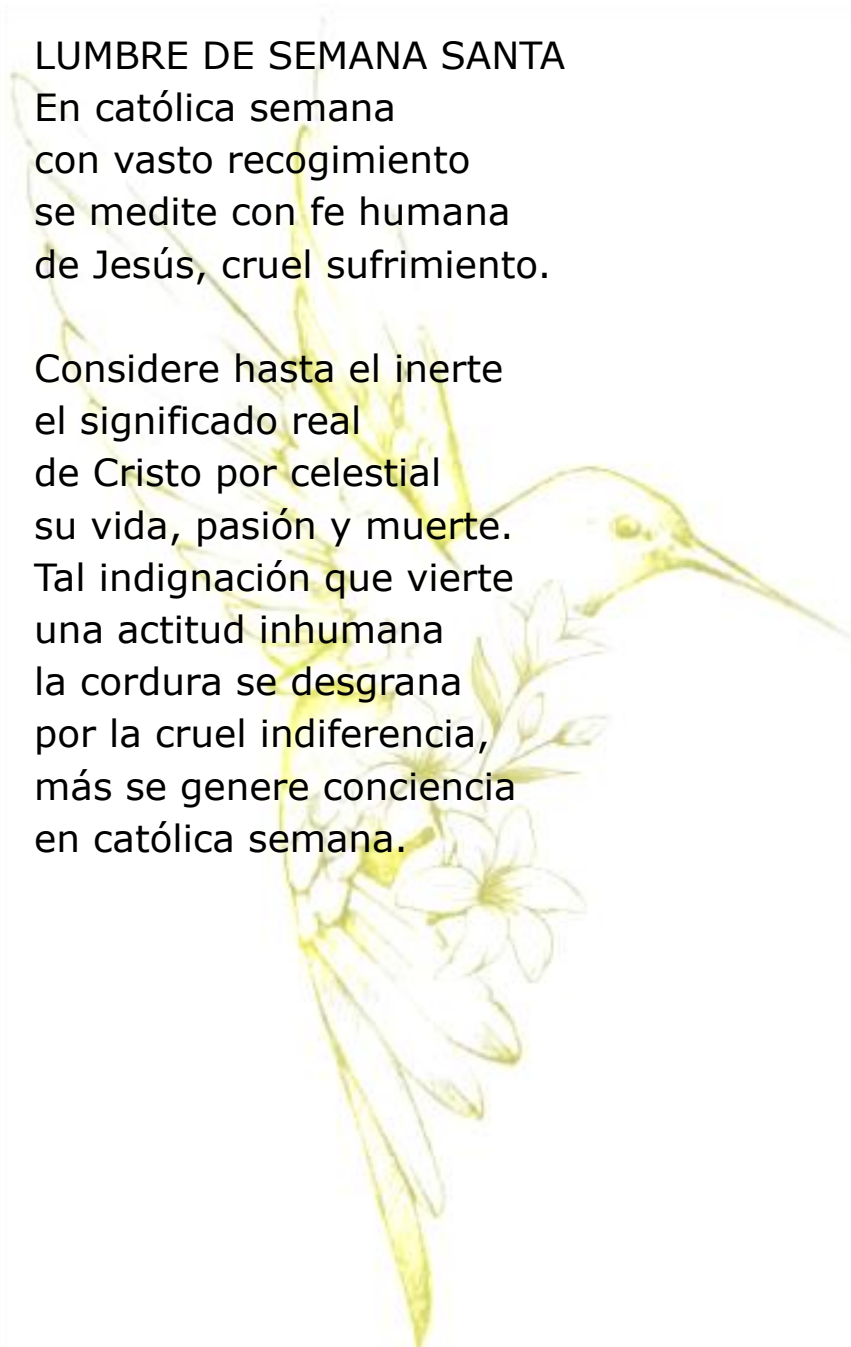 LUMBRE DE SEMANA SANTA
En católica semana
con vasto recogimiento
se medite con fe humana
de Jesús, cruel sufrimiento.

Considere hasta el inerte
el significado real
de Cristo por celestial
su vida, pasión y muerte.
Tal indignación que vierte
una actitud inhumana
la cordura se desgrana
por la cruel indiferencia,
más se genere conciencia
en católica semana.